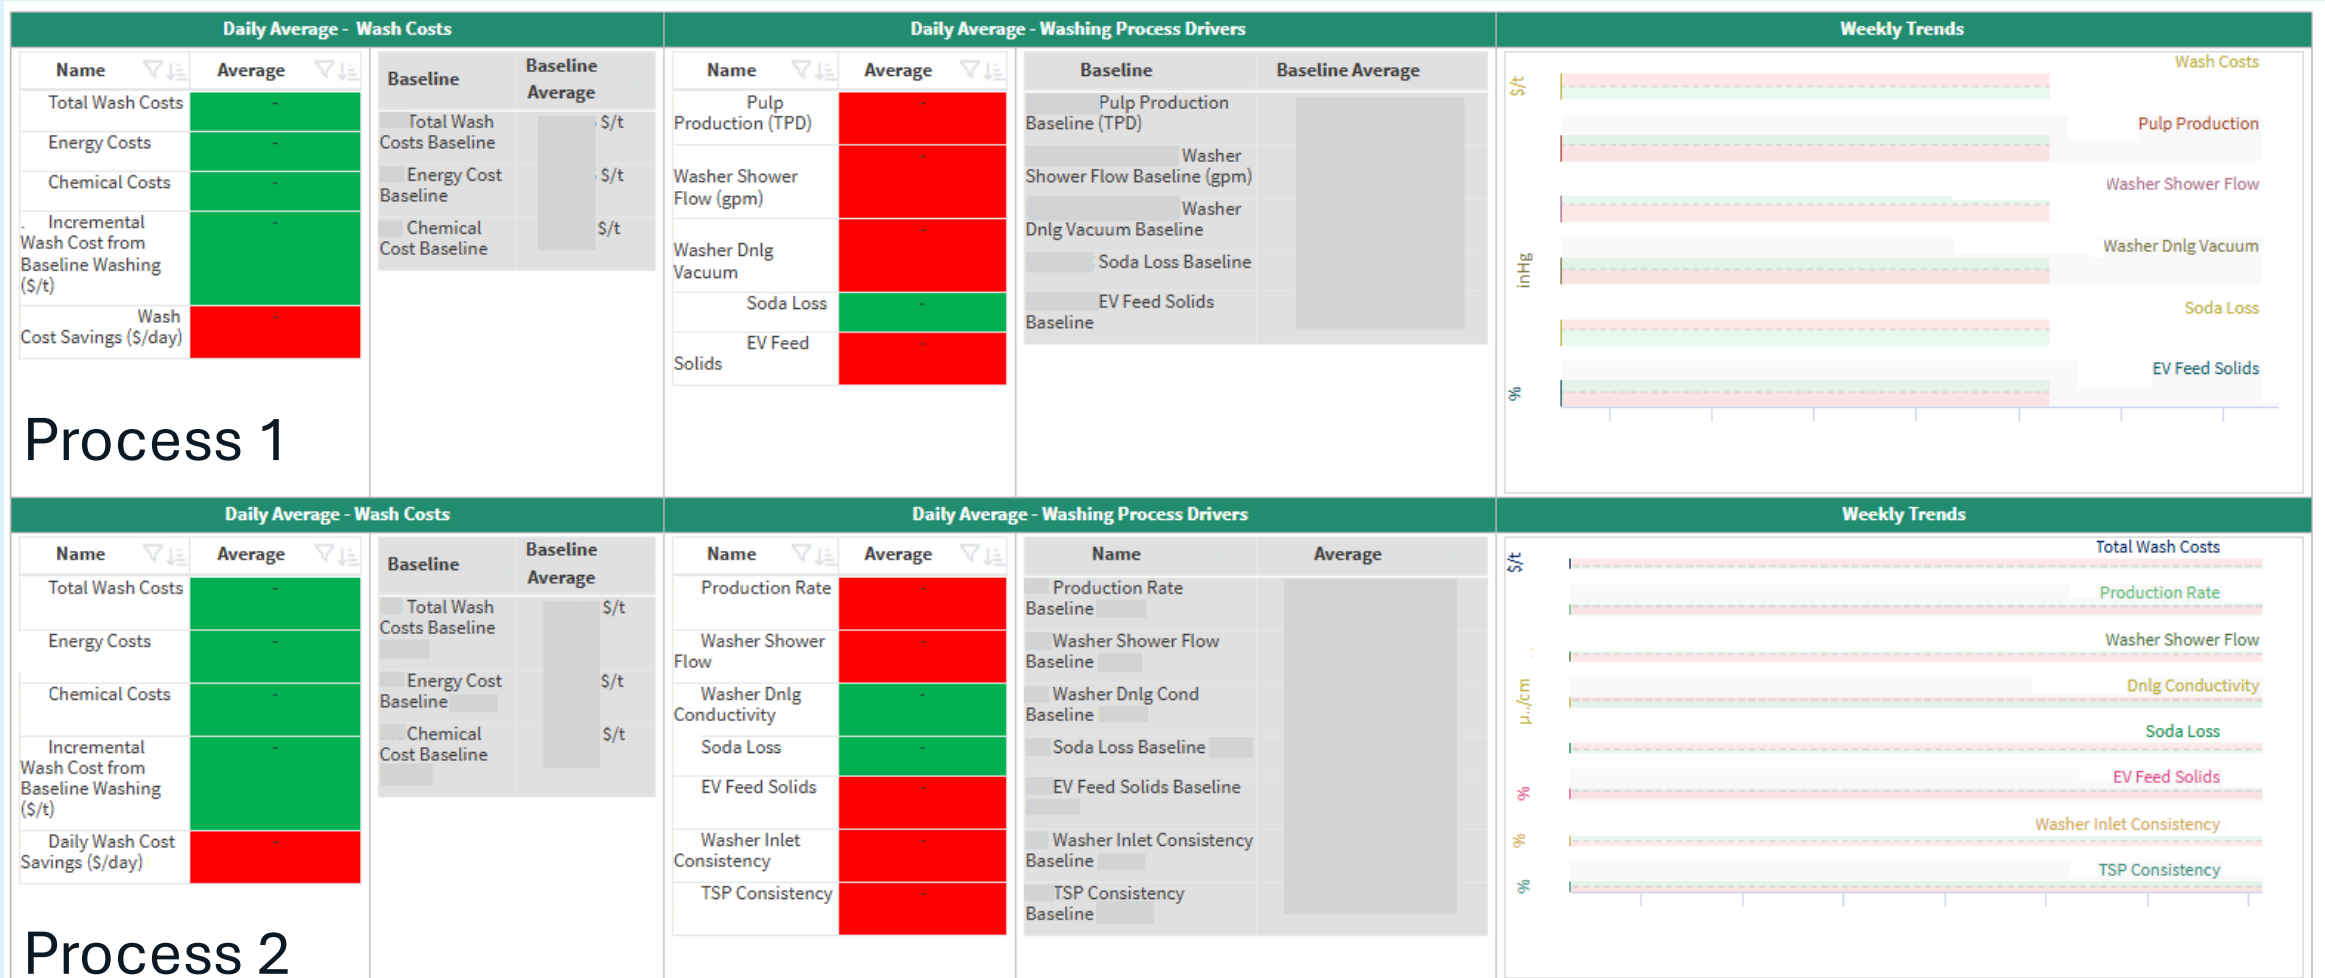 Daily Average - Wash Costs
Daily Average - Washing Process Drivers
Weekly Trends
Name
Average
Total Wash Costs
-
Energy Costs
-
Chemical Costs
-
Incremental
Wash Cost from
Baseline Washing
($/t)
-
Wash
Cost Savings ($/day)
-
Baseline
Baseline
Average
Total Wash
Costs Baseline
$/t
Energy Cost
Baseline
$/t
Chemical
Cost Baseline
$/t
Name
Average
Pulp
Production (TPD)
-
Washer Shower
Flow (gpm)
-
Washer Dnlg
Vacuum
-
Soda Loss
-
EV Feed
Solids
-
Baseline
Baseline Average
Pulp Production
Baseline (TPD)
Washer
Shower Flow Baseline (gpm)
Washer
Dnlg Vacuum Baseline
Soda Loss Baseline
EV Feed Solids
Baseline
$/t
Wash Costs
Pulp Production
Washer Shower Flow
inHg
Washer Dnlg Vacuum
Soda Loss
%
EV Feed Solids
Process 1
Daily Average - Wash Costs
Daily Average - Washing Process Drivers
Weekly Trends
Name
Average
Total Wash Costs
-
Energy Costs
-
Chemical Costs
-
Incremental
Wash Cost from
Baseline Washing
($/t)
-
Daily Wash Cost
Savings ($/day)
-
Baseline
Baseline
Average
Total Wash
Costs Baseline
$/t
Energy Cost
Baseline
$/t
Chemical
Cost Baseline
$/t
Name
Average
Production Rate
-
Washer Shower
Flow
-
Washer Dnlg
Conductivity
-
Soda Loss
-
EV Feed Solids
-
Washer Inlet
Consistency
-
TSP Consistency
-
Name
Average
Production Rate
Baseline
Washer Shower Flow
Baseline
Washer Dnlg Cond
Baseline
Soda Loss Baseline
EV Feed Solids Baseline
Washer Inlet Consistency
Baseline
TSP Consistency
Baseline
$/t
Total Wash Costs
Production Rate
Washer Shower Flow
µ../cm
Dnlg Conductivity
Soda Loss
%
EV Feed Solids
%
Washer Inlet Consistency
%
TSP Consistency
Process 2